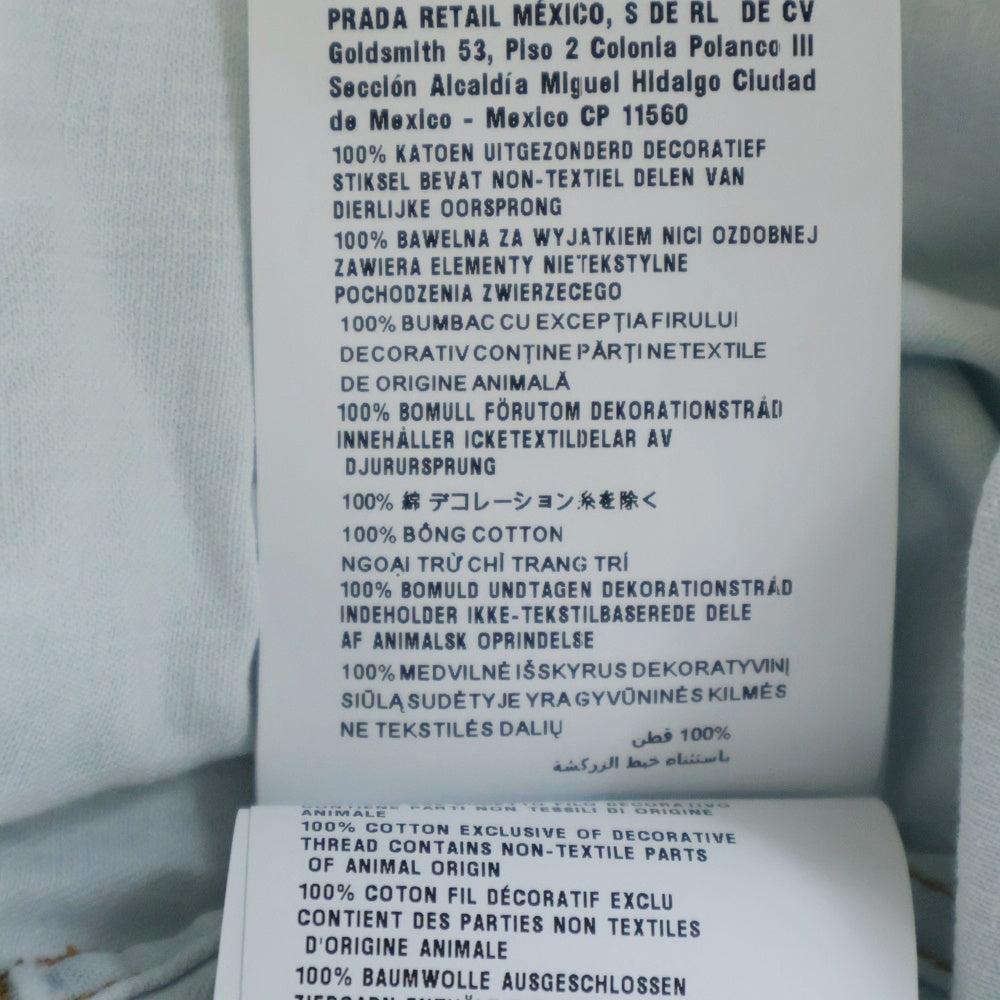 PRADA RETAIL MÉXICO, S DE RL DE CV
Goldsmith 53, Piso 2 Colonia Polanco III
Sección Alcaldía Miguel Hidalgo Ciudad
de Mexico - Mexico CP 11560
100% KATOEN UITGEZONDERD DECORATIEF
STIKSEL BEVAT NON-TEXTIEL DELEN VAN
DIERLIJKE OORSPRONG
100% BAWELNA ZA WYJATKIEM NICI OZDOBNEJ
ZAWIERA ELEMENTY NIETEKSTYLNE
POCHODZENIA ZWIERZECEGO
100% BUMBAC CU EXCEPȚIA FIRULUI
DECORATIV CONȚINE PĂRȚI NETEXTILE
DE ORIGINE ANIMALĂ
100% BOMULL FÖRUTOM DEKORATIONSTRÅD
INNEHÅLLER ICKETEXTILDELAR AV
DJURURSPRUNG
100% 綿 デコレーション糸を除く
100% BÔNG COTTON
NGOẠI TRỪ CHỈ TRANG TRÍ
100% BOMULD UNDTAGEN DEKORATIONSTRÅD
INDEHOLDER IKKE-TEKSTILBASEREDE DELE
AF ANIMALSK OPRINDELSE
100% MEDVILNĖ IŠSKYRUS DEKORATYVINĮ
SIŪLĄ SUDĖTYJE YRA GYVŪNINĖS KILMĖS
NE TEKSTILĖS DALIŲ
100% قطن
باستثناء خيط الزركشة
CONTIENE PARTI NON TESSILI DI ORIGINE
ANIMALE
100% COTTON EXCLUSIVE OF DECORATIVE
THREAD CONTAINS NON-TEXTILE PARTS
OF ANIMAL ORIGIN
100% COTON FIL DÉCORATIF EXCLU
CONTIENT DES PARTIES NON TEXTILES
D'ORIGINE ANIMALE
100% BAUMWOLLE AUSGESCHLOSSEN